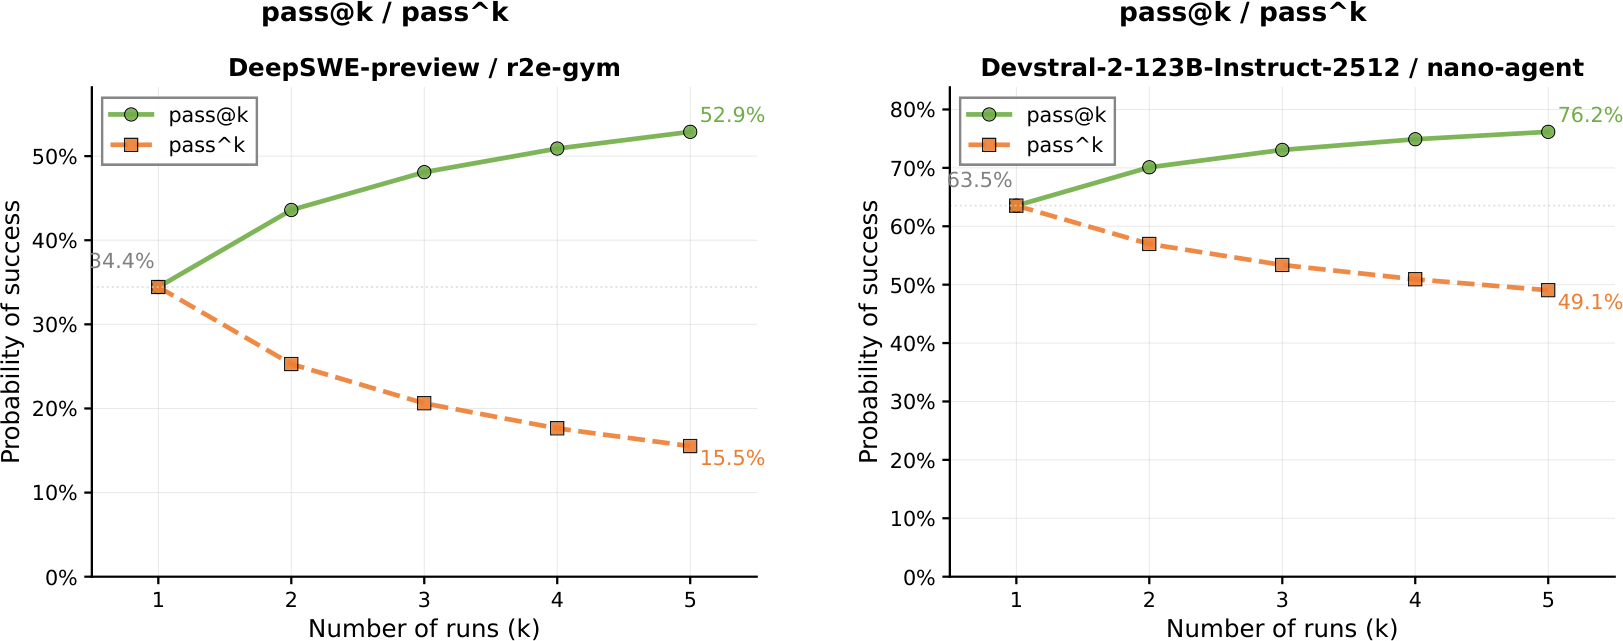 pass@k / pass^k
DeepSWE-preview / r2e-gym
pass@k
pass^k
52.9%
34.4%
15.5%
50%
40%
30%
20%
10%
0%
1 2 3 4 5
Number of runs (k)
Probability of success
pass@k / pass^k
Devstral-2-123B-Instruct-2512 / nano-agent
pass@k
pass^k
76.2%
63.5%
49.1%
80%
70%
60%
50%
40%
30%
20%
10%
0%
1 2 3 4 5
Number of runs (k)
Probability of success